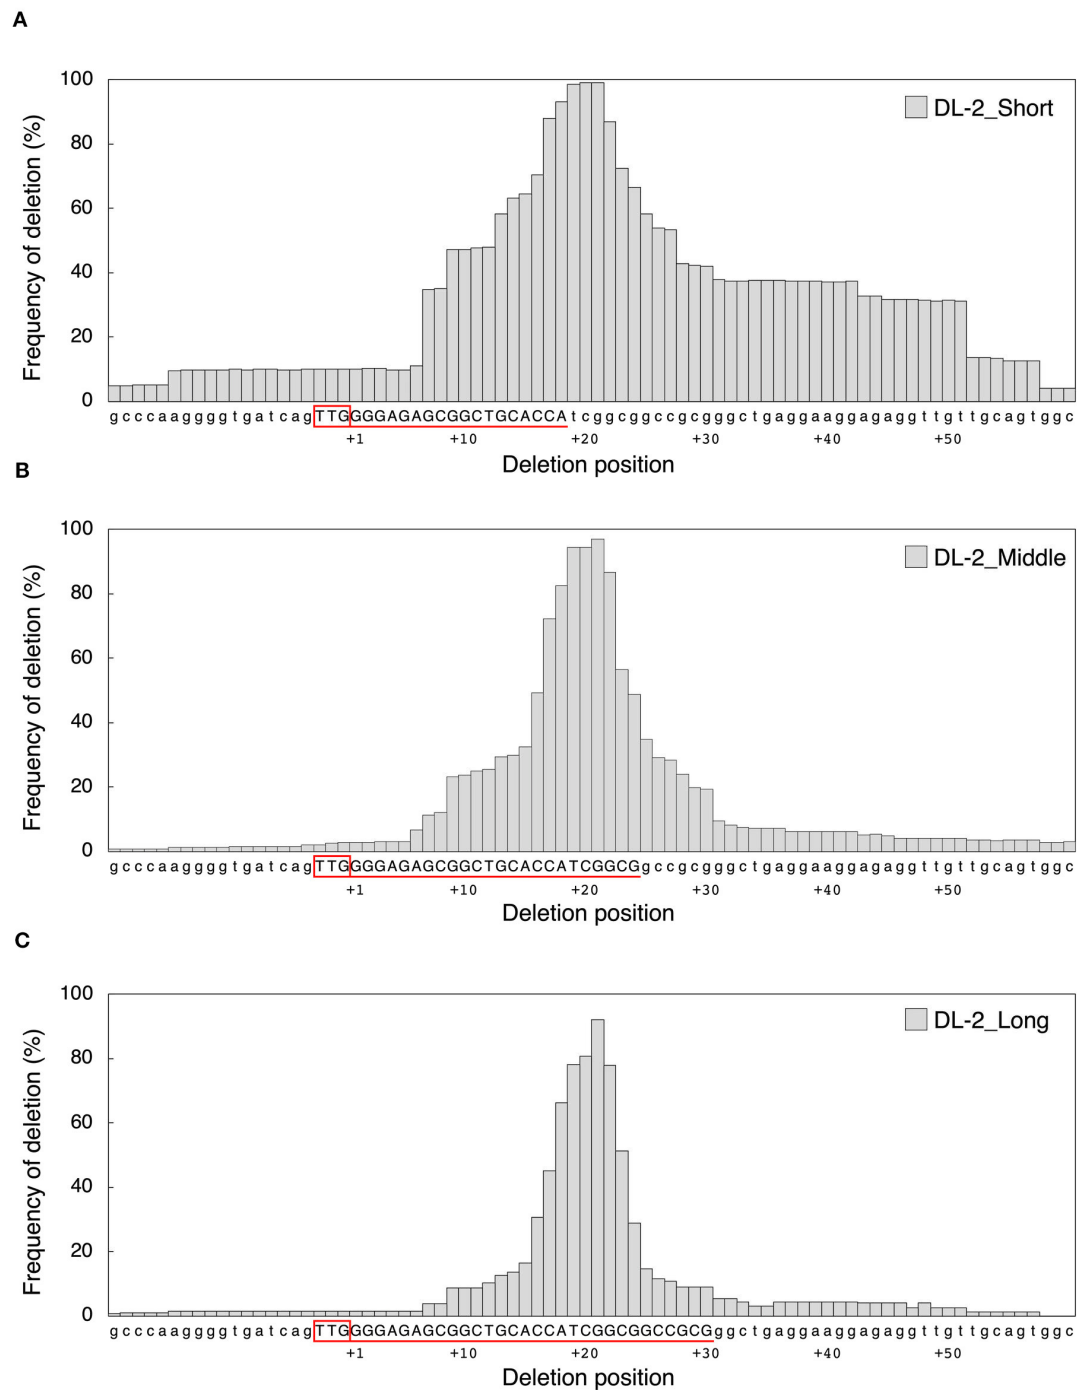 A
100
80
60
40
20
0
Frequency of deletion (%)
DL-2_Short
gcccaaggggtgatcagTTGGGGAGAGCGGCTGCACCAtcggcggccgcgggctgaggaaggagaggttgttgcagtggc
+1 +10 +20 +30 +40 +50
Deletion position
B
100
80
60
40
20
0
Frequency of deletion (%)
DL-2_Middle
gcccaaggggtgatcagTTGGGGAGAGCGGCTGCACCATCGGCGgccgcgggctgaggaaggagaggttgttgcagtggc
+1 +10 +20 +30 +40 +50
Deletion position
C
100
80
60
40
20
0
Frequency of deletion (%)
DL-2_Long
gcccaaggggtgatcagTTGGGGAGAGCGGCTGCACCATCGGCGGCCGCGggctgaggaaggagaggttgttgcagtggc
+1 +10 +20 +30 +40 +50
Deletion position